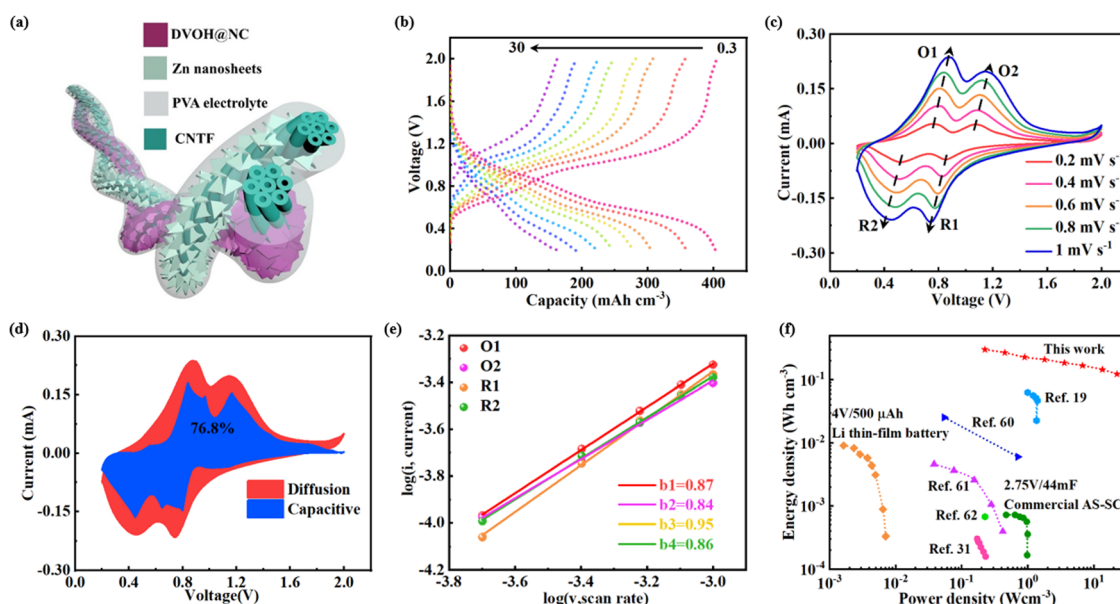 (a)
DVOH@NC
Zn nanosheets
PVA electrolyte
CNTF
(b)
30
0.3
2.0
1.6
1.2
0.8
0.4
0.0
Voltage (V)
0
100
200
300
400
Capacity (mAh cm⁻³)
(c)
0.30
0.15
0.00
-0.15
-0.30
Current (mA)
O1
O2
R2
R1
0.2 mV s⁻
0.4 mV s⁻
0.6 mV s⁻
0.8 mV s⁻
1 mV s⁻¹
0.0
0.4
0.8
1.2
1.6
2.0
Voltage (V)
(d)
0.30
0.15
0.00
-0.15
-0.30
Current (mA)
76.8%
Diffusion
Capacitive
0.0
0.4
0.8
1.2
1.6
2.0
Voltage(V)
(e)
-3.2
-3.4
-3.6
-3.8
-4.0
-4.2
log(i, current)
O1
O2
R1
R2
b1=0.87
b2=0.84
b3=0.95
b4=0.86
-3.8
-3.6
-3.4
-3.2
-3.0
log(v,scan rate)
(f)
10⁻¹
10⁻²
10⁻³
10⁻⁴
Energy density (Wh cm⁻³)
This work
Ref. 19
4V/500 μAh
Li thin-film battery
Ref. 60
Ref. 61
2.75V/44mF
Commercial AS-SC
Ref. 62
Ref. 31
10⁻³
10⁻²
10⁻¹
10⁰
10¹
Power density (Wcm⁻³)